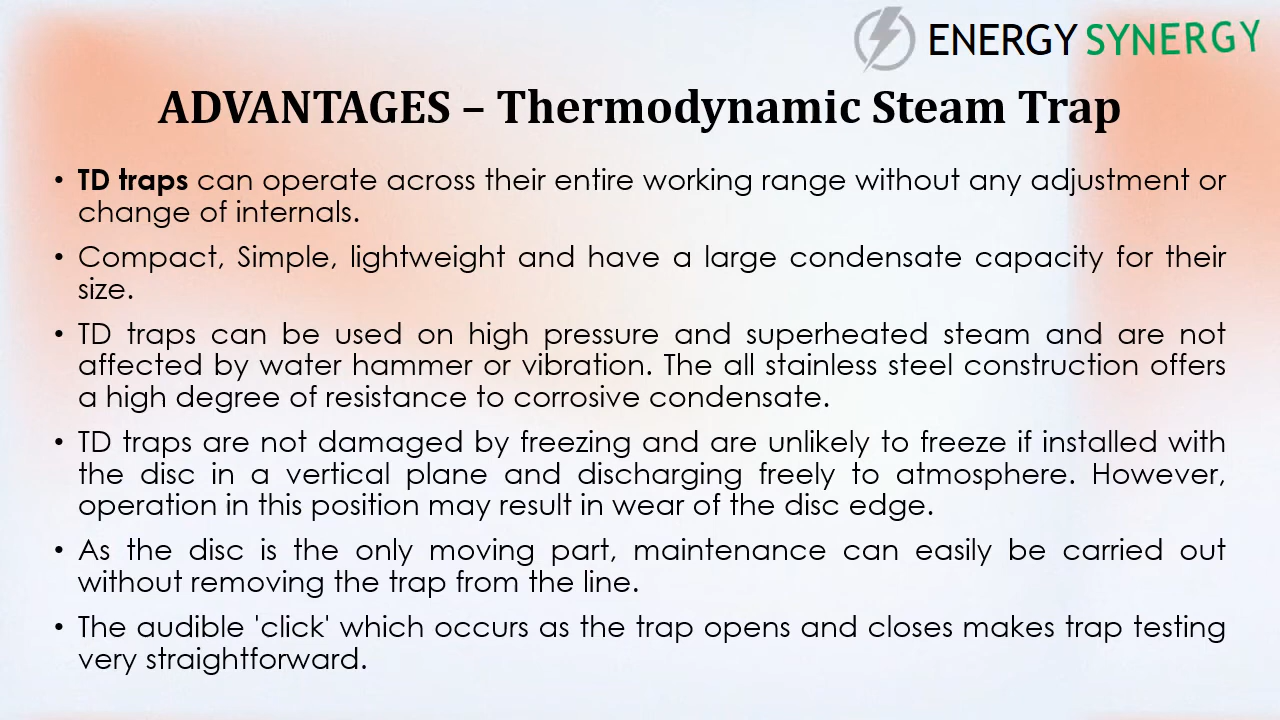 ENERGY SYNERGY
ADVANTAGES – Thermodynamic Steam Trap
• TD traps can operate across their entire working range without any adjustment or
change of internals.
• Compact, Simple, lightweight and have a large condensate capacity for their
size.
• TD traps can be used on high pressure and superheated steam and are not
affected by water hammer or vibration. The all stainless steel construction offers
a high degree of resistance to corrosive condensate.
• TD traps are not damaged by freezing and are unlikely to freeze if installed with
the disc in a vertical plane and discharging freely to atmosphere. However,
operation in this position may result in wear of the disc edge.
• As the disc is the only moving part, maintenance can easily be carried out
without removing the trap from the line.
• The audible 'click' which occurs as the trap opens and closes makes trap testing
very straightforward.